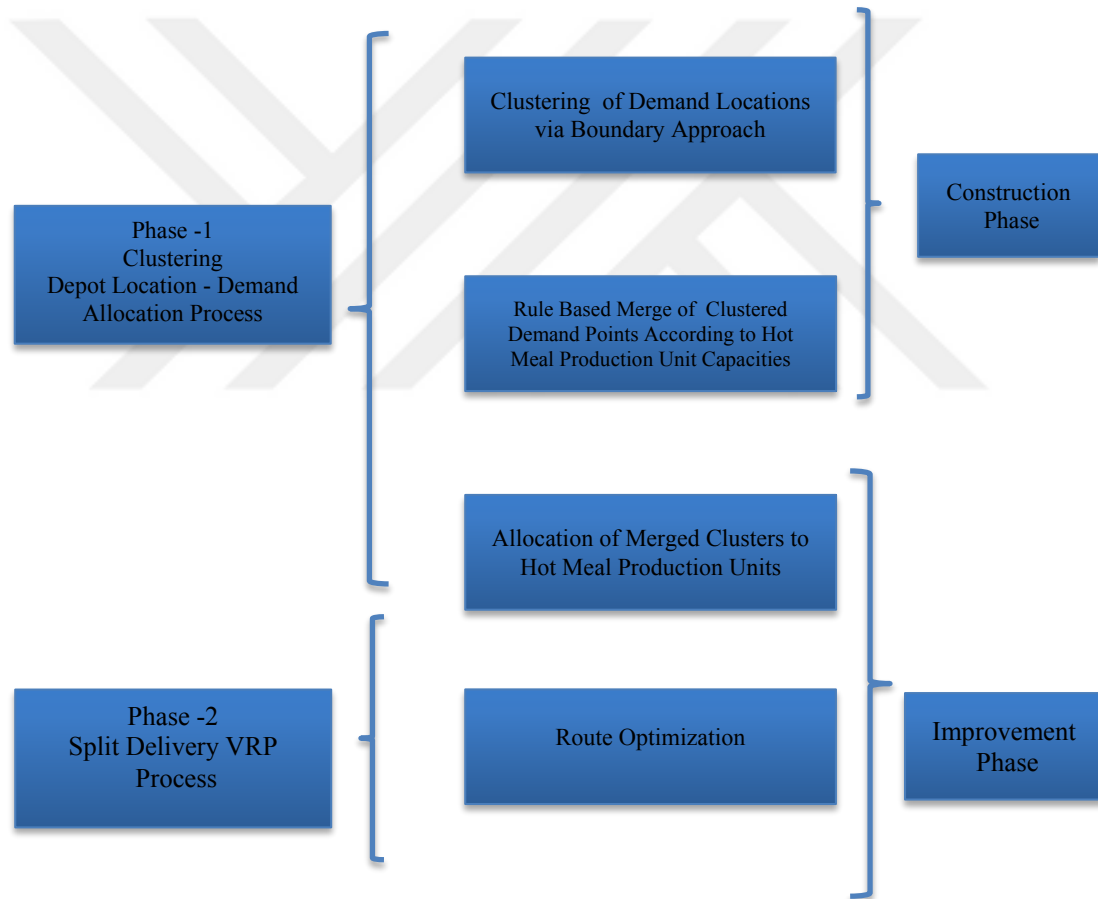 Phase -1
Clustering
Depot Location - Demand
Allocation Process
Clustering of Demand Locations
via Boundary Approach
Rule Based Merge of Clustered
Demand Points According to Hot
Meal Production Unit Capacities
Construction
Phase
Allocation of Merged Clusters to
Hot Meal Production Units
Phase -2
Split Delivery VRP
Process
Route Optimization
Improvement
Phase